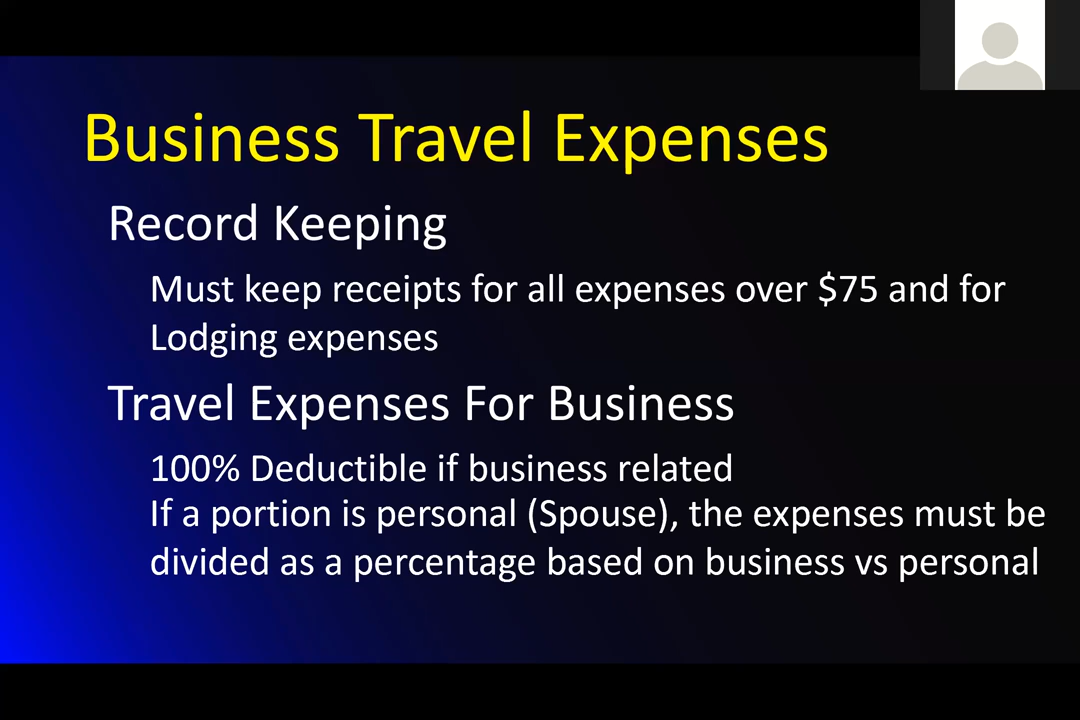 Business Travel Expenses
Record Keeping
Must keep receipts for all expenses over $75 and for
Lodging expenses
Travel Expenses For Business
100% Deductible if business related
If a portion is personal (Spouse), the expenses must be
divided as a percentage based on business vs personal